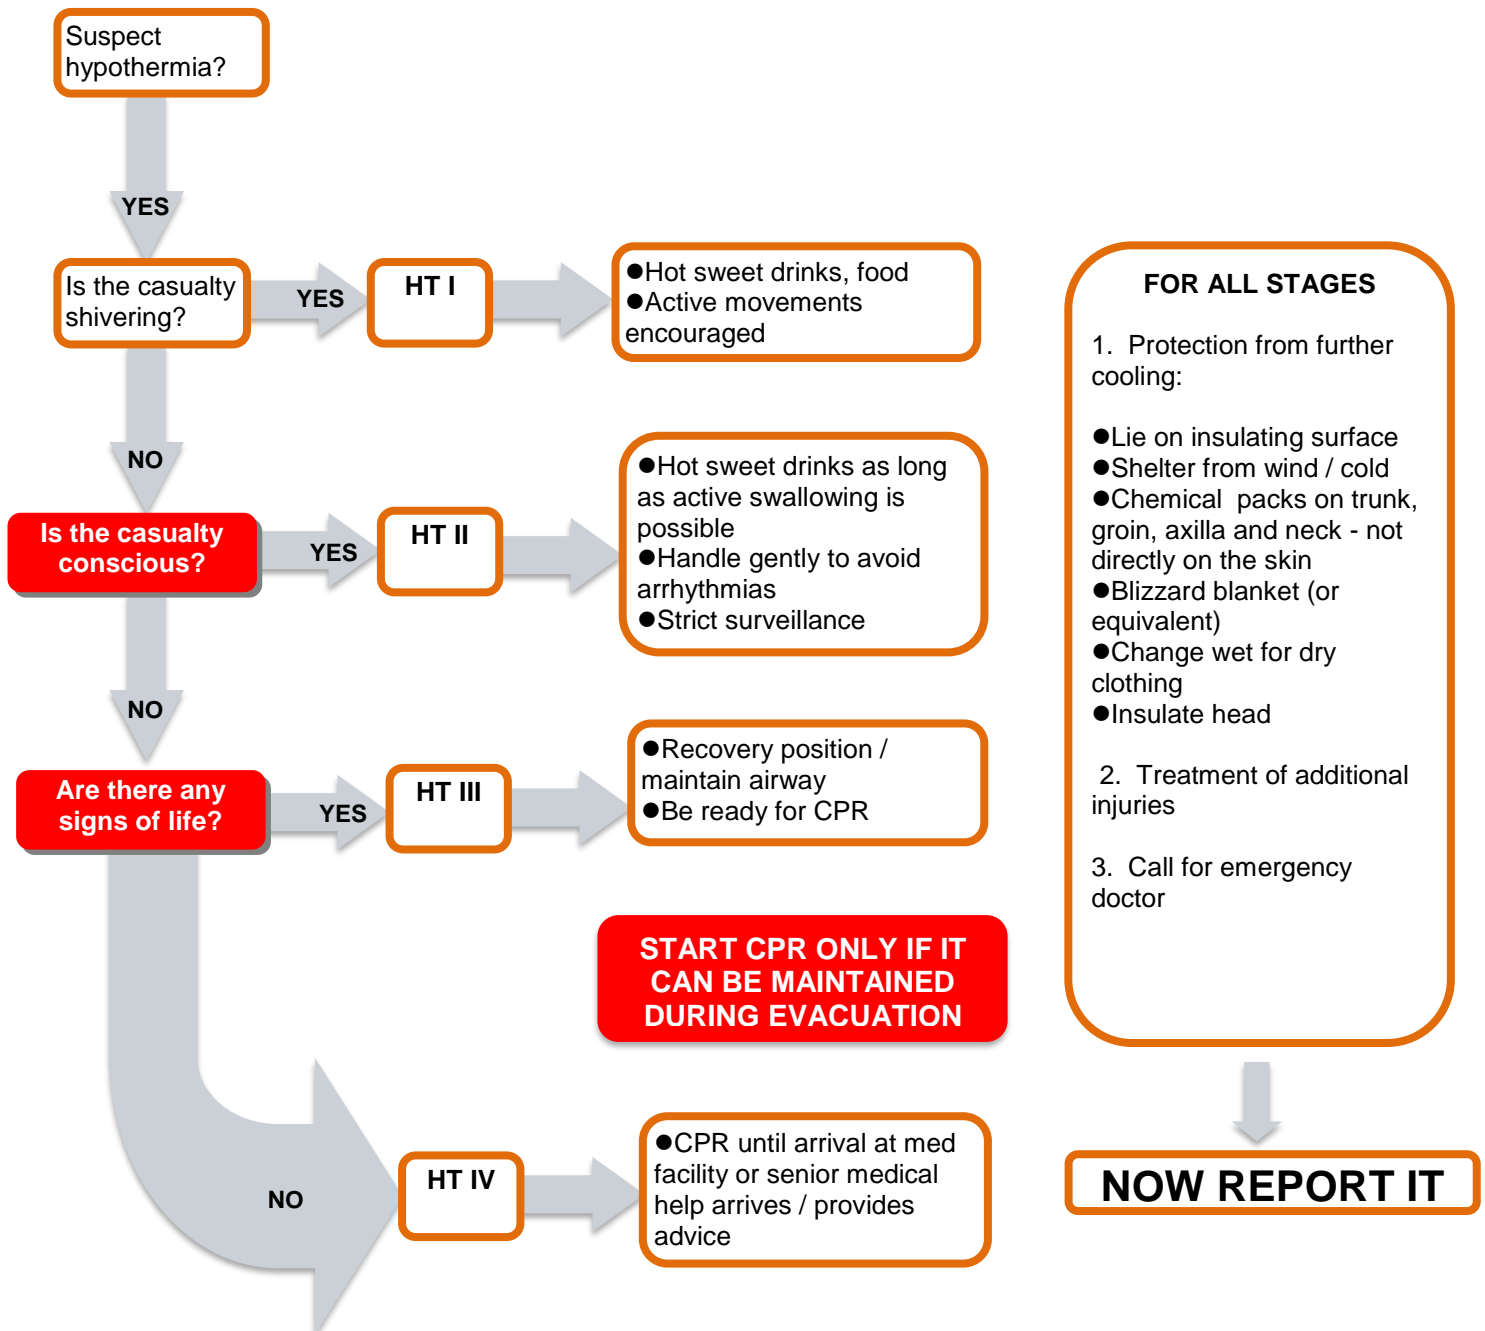 Suspect
hypothermia?
YES
Is the casualty
shivering?
YES
HT I
●Hot sweet drinks, food
●Active movements
encouraged
NO
Is the casualty
conscious?
YES
HT II
●Hot sweet drinks as long
as active swallowing is
possible
●Handle gently to avoid
arrhythmias
●Strict surveillance
NO
Are there any
signs of life?
YES
HT III
●Recovery position /
maintain airway
●Be ready for CPR
START CPR ONLY IF IT
CAN BE MAINTAINED
DURING EVACUATION
NO
HT IV
●CPR until arrival at med
facility or senior medical
help arrives / provides
advice
FOR ALL STAGES
1. Protection from further
cooling:
●Lie on insulating surface
●Shelter from wind / cold
●Chemical packs on trunk,
groin, axilla and neck - not
directly on the skin
●Blizzard blanket (or
equivalent)
●Change wet for dry
clothing
●Insulate head
2. Treatment of additional
injuries
3. Call for emergency
doctor
NOW REPORT IT